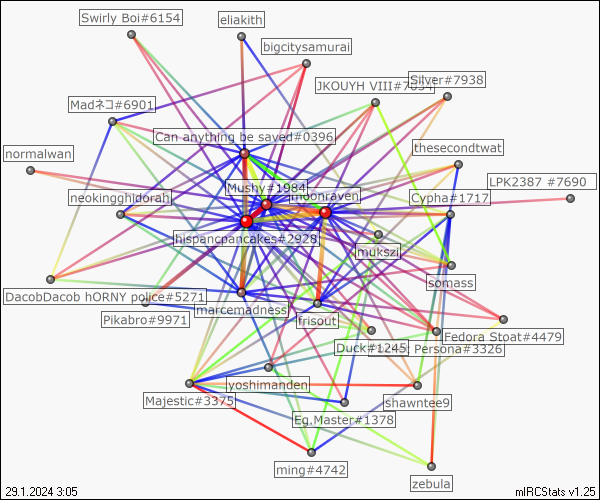 Swirly Boi#6154
eliakith
bigcitysamurai
JKOUYH VIII#7034
Silver#7938
Madネコ#6901
Can anything be saved#0396
thesecondtwat
normalwan
LPK2387 #7690
Mushy#1984
moonraven
neokingghidorah
Cypha#1717
hispancpancakes#2928
mukszi
somass
DacobDacob hORNY police#5271
marcemadness
Pikabro#9971
frisout
Fedora Stoat#4479
Duck#1245
Persona#3326
yoshimanden
Majestic#3375
shawntee9
Eg.Master#1378
ming#4742
zebula
29.1.2024 3:05
mIRCStats v1.25